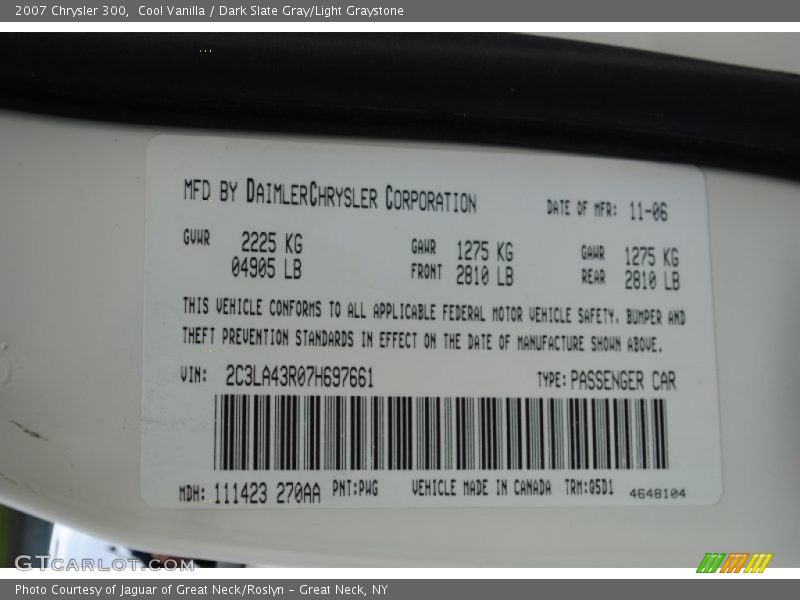 2007 Chrysler 300, Cool Vanilla / Dark Slate Gray/Light Graystone
MFD BY DAIMLERCHRYSLER CORPORATION DATE OF MFR: 11-06
GVWR 2225 KG GAWR 1275 KG GAWR 1275 KG
04905 LB FRONT 2810 LB REAR 2810 LB
THIS VEHICLE CONFORMS TO ALL APPLICABLE FEDERAL MOTOR VEHICLE SAFETY, BUMPER AND
THEFT PREVENTION STANDARDS IN EFFECT ON THE DATE OF MANUFACTURE SHOWN ABOVE.
VIN: 2C3LA43R07H697661 TYPE: PASSENGER CAR
MDH: 111423 270AA PNT:PWG VEHICLE MADE IN CANADA TRM:Q5D1 4648104
GTCARLOT.COM
Photo Courtesy of Jaguar of Great Neck/Roslyn – Great Neck, NY